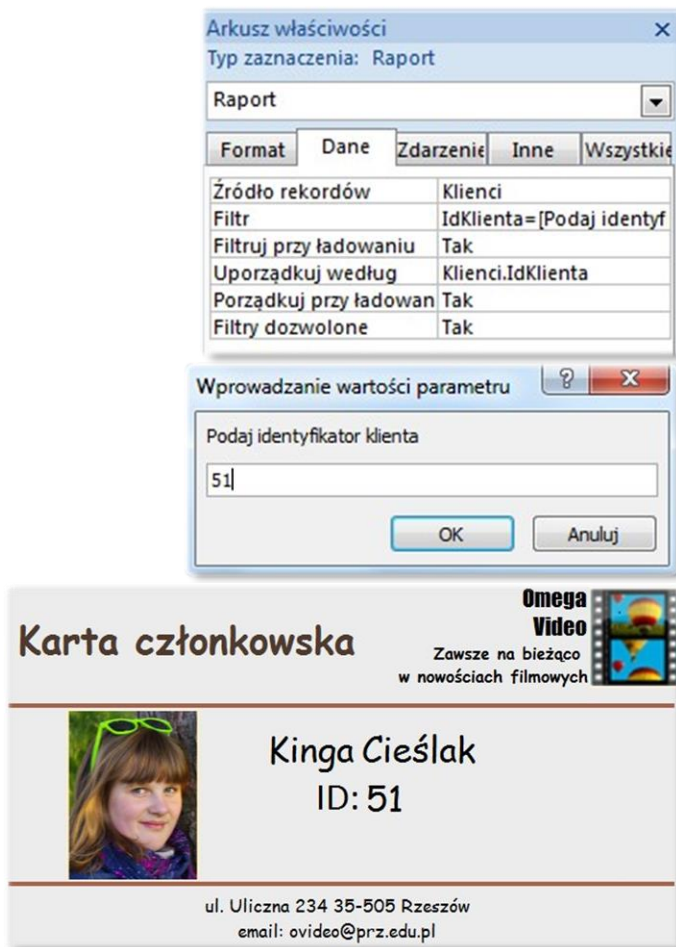 Arkusz właściwości
Typ zaznaczenia: Raport
Raport
Format Dane Zdarzenie Inne Wszystkie
Źródło rekordów Klienci
Filtr IdKlienta=[Podaj identyf
Filtruj przy ładowaniu Tak
Uporządkuj według Klienci.IdKlienta
Porządkuj przy ładowan Tak
Filtry dozwolone Tak
Wprowadzanie wartości parametru
Podaj identyfikator klienta
51
OK Anuluj
Karta członkowska
Omega
Video
Zawsze na bieżąco
w nowościach filmowych
Kinga Cieślak
ID: 51
ul. Uliczna 234 35-505 Rzeszów
email: ovideo@prz.edu.pl